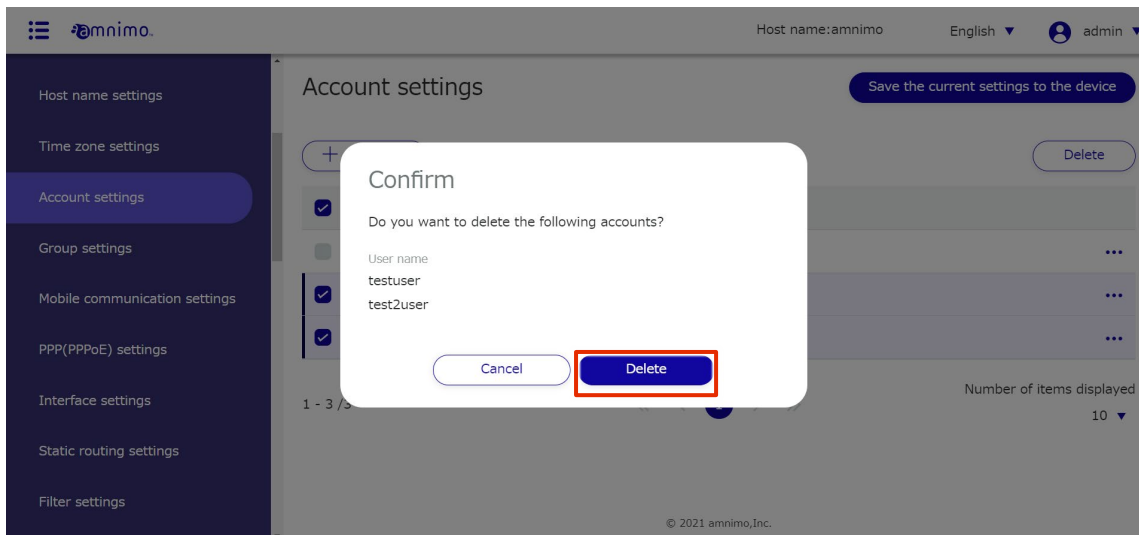 amnimo
Host name:amnimo
English
admin
Host name settings
Time zone settings
Account settings
Group settings
Mobile communication settings
PPP(PPPoE) settings
Interface settings
Static routing settings
Filter settings
Account settings
Save the current settings to the device
+
Delete
Confirm
Do you want to delete the following accounts?
User name
testuser
test2user
Cancel
Delete
1 - 3 /3
Number of items displayed
10
© 2021 amnimo,Inc.